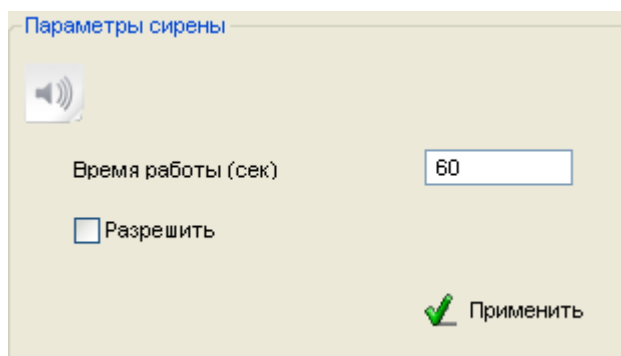 Параметры сирены
Время работы (сек) 60
Разрешить
Применить